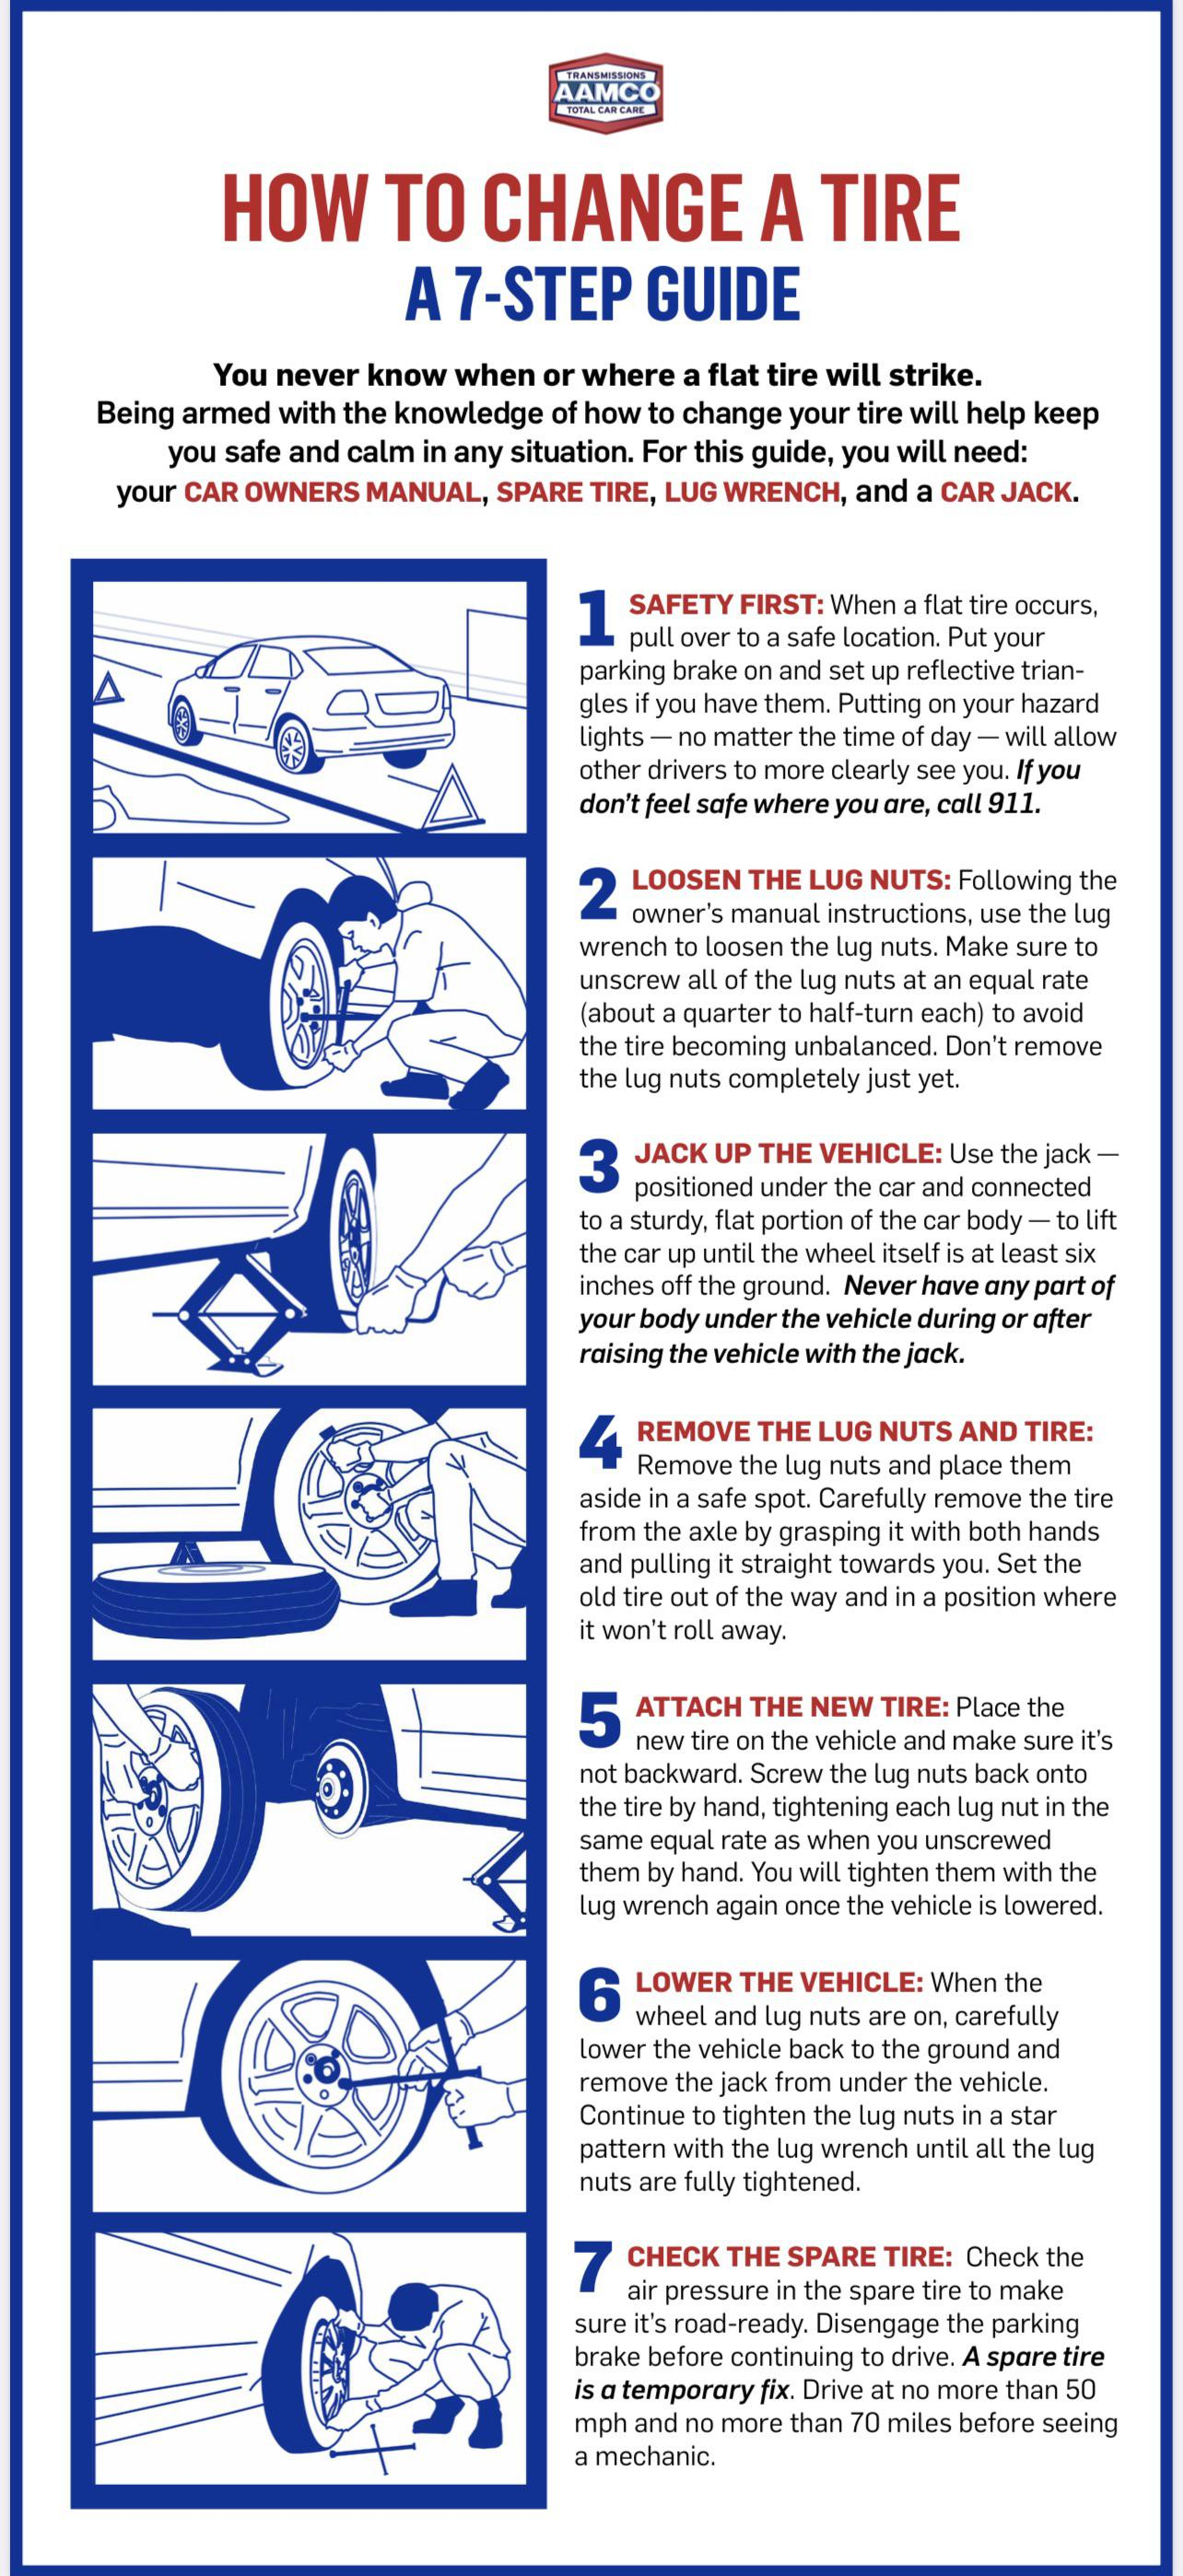 TRANSMISSIONS
AAMCO
TOTAL CAR CARE
HOW TO CHANGE A TIRE
A 7-STEP GUIDE
You never know when or where a flat tire will strike.
Being armed with the knowledge of how to change your tire will help keep
you safe and calm in any situation. For this guide, you will need:
your CAR OWNERS MANUAL, SPARE TIRE, LUG WRENCH, and a CAR JACK.
1 SAFETY FIRST: When a flat tire occurs,
pull over to a safe location. Put your
parking brake on and set up reflective trian-
gles if you have them. Putting on your hazard
lights — no matter the time of day — will allow
other drivers to more clearly see you. If you
don't feel safe where you are, call 911.
2 LOOSEN THE LUG NUTS: Following the
owner's manual instructions, use the lug
wrench to loosen the lug nuts. Make sure to
unscrew all of the lug nuts at an equal rate
(about a quarter to half-turn each) to avoid
the tire becoming unbalanced. Don't remove
the lug nuts completely just yet.
3 JACK UP THE VEHICLE: Use the jack —
positioned under the car and connected
to a sturdy, flat portion of the car body — to lift
the car up until the wheel itself is at least six
inches off the ground. Never have any part of
your body under the vehicle during or after
raising the vehicle with the jack.
4 REMOVE THE LUG NUTS AND TIRE:
Remove the lug nuts and place them
aside in a safe spot. Carefully remove the tire
from the axle by grasping it with both hands
and pulling it straight towards you. Set the
old tire out of the way and in a position where
it won't roll away.
5 ATTACH THE NEW TIRE: Place the
new tire on the vehicle and make sure it's
not backward. Screw the lug nuts back onto
the tire by hand, tightening each lug nut in the
same equal rate as when you unscrewed
them by hand. You will tighten them with the
lug wrench again once the vehicle is lowered.
6 LOWER THE VEHICLE: When the
wheel and lug nuts are on, carefully
lower the vehicle back to the ground and
remove the jack from under the vehicle.
Continue to tighten the lug nuts in a star
pattern with the lug wrench until all the lug
nuts are fully tightened.
7 CHECK THE SPARE TIRE: Check the
air pressure in the spare tire to make
sure it's road-ready. Disengage the parking
brake before continuing to drive. A spare tire
is a temporary fix. Drive at no more than 50
mph and no more than 70 miles before seeing
a mechanic.